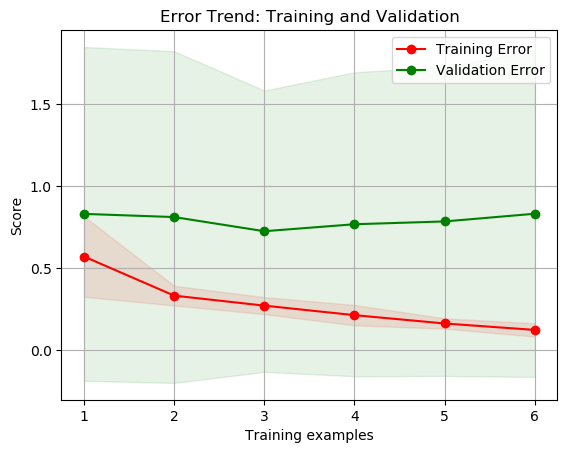 Error Trend: Training and Validation
Training Error
Validation Error
Score
1.5
1.0
0.5
0.0
1 2 3 4 5 6
Training examples